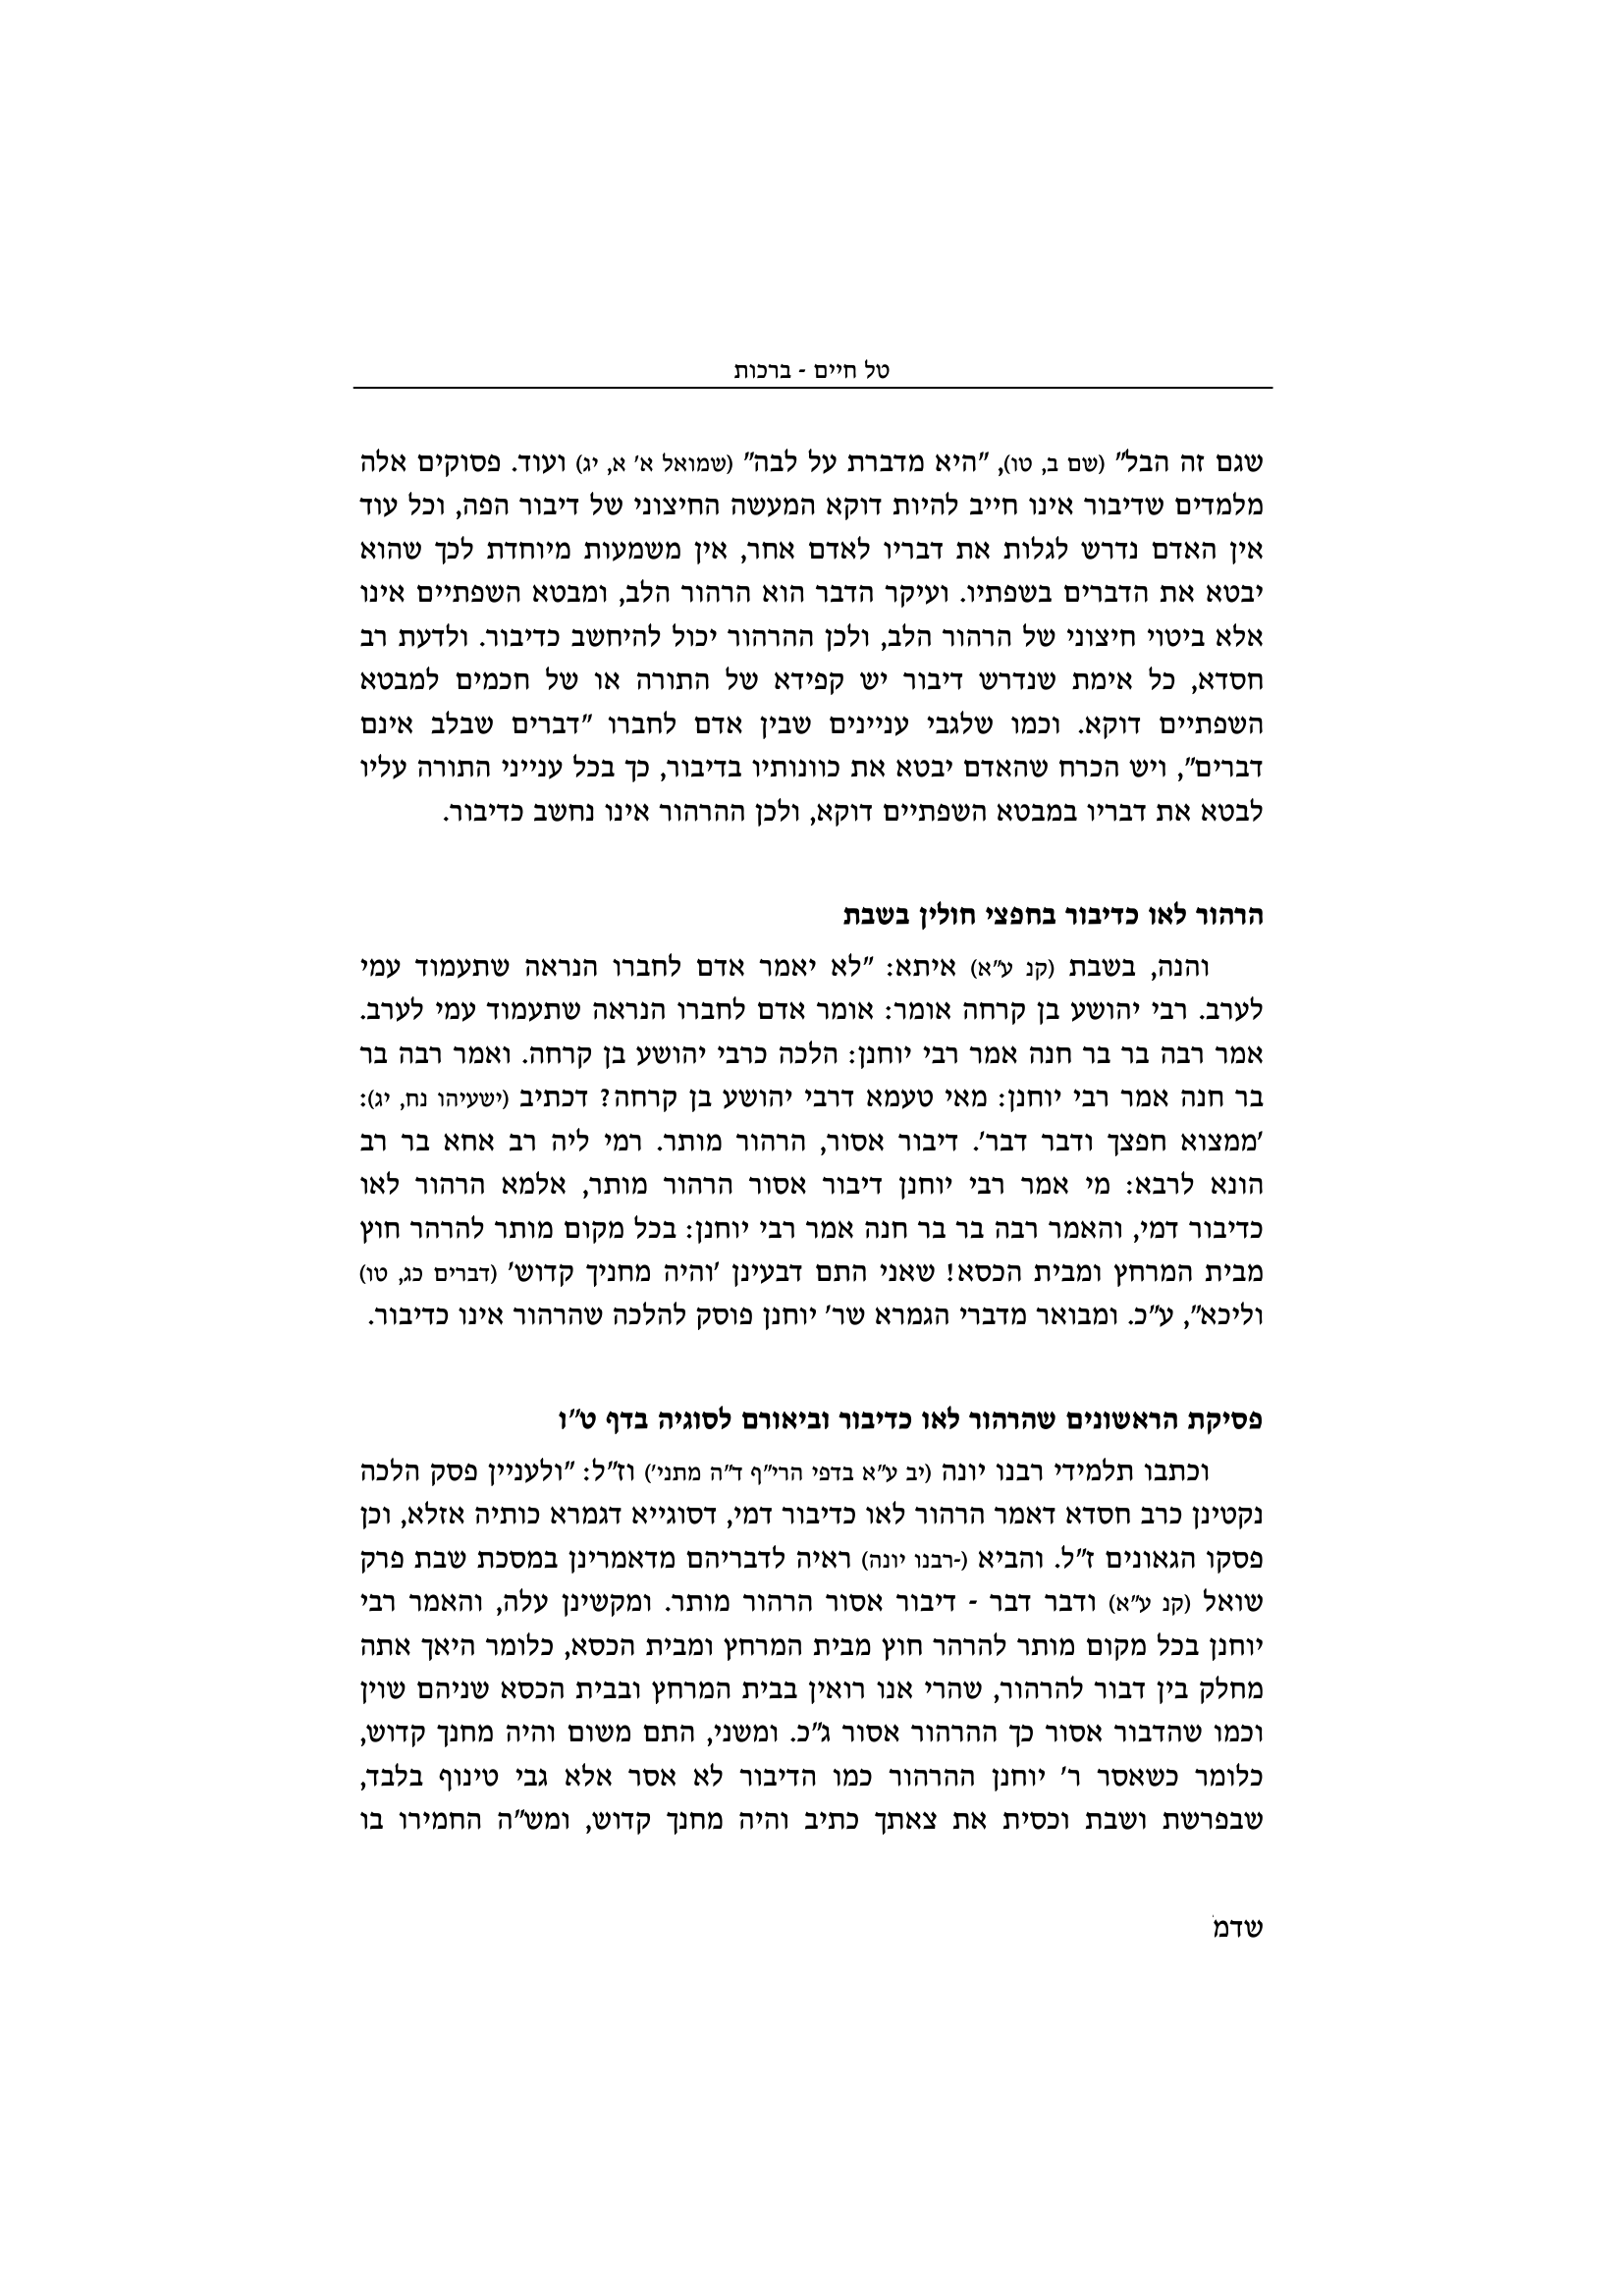 טל חיים - ברכות
שגם זה הבל" (שם ב, טו), "היא מדברת על לבה" (שמואל א' א, יג) ועוד. פסוקים אלה
מלמדים שדיבור אינו חייב להיות דוקא המעשה החיצוני של דיבור הפה, וכל עוד
אין האדם נדרש לגלות את דבריו לאדם אחר, אין משמעות מיוחדת לכך שהוא
יבטא את הדברים בשפתיו. ועיקר הדבר הוא הרהור הלב, ומבטא השפתיים אינו
אלא ביטוי חיצוני של הרהור הלב, ולכן ההרהור יכול להיחשב כדיבור. ולדעת רב
חסדא, כל אימת שנדרש דיבור יש קפידא של התורה או של חכמים למבטא
השפתיים דוקא. וכמו שלגבי עניינים שבין אדם לחברו "דברים שבלב אינם
דברים", ויש הכרח שהאדם יבטא את כוונותיו בדיבור, כך בכל ענייני התורה עליו
לבטא את דבריו במבטא השפתיים דוקא, ולכן ההרהור אינו נחשב כדיבור.
הרהור לאו כדיבור בחפצי חולין בשבת
והנה, בשבת (קנ ע"א) איתא: "לא יאמר אדם לחברו הנראה שתעמוד עמי
לערב. רבי יהושע בן קרחה אומר: אומר אדם לחברו הנראה שתעמוד עמי לערב.
אמר רבה בר בר חנה אמר רבי יוחנן: הלכה כרבי יהושע בן קרחה. ואמר רבה בר
בר חנה אמר רבי יוחנן: מאי טעמא דרבי יהושע בן קרחה? דכתיב (ישעיהו נח, יג):
'ממצוא חפצך ודבר דבר'. דיבור אסור, הרהור מותר. רמי ליה רב אחא בר רב
הונא לרבא: מי אמר רבי יוחנן דיבור אסור הרהור מותר, אלמא הרהור לאו
כדיבור דמי, והאמר רבה בר בר חנה אמר רבי יוחנן: בכל מקום מותר להרהר חוץ
מבית המרחץ ומבית הכסא! שאני התם דבעינן 'והיה מחניך קדוש' (דברים כג, טו)
וליכא", ע"כ. ומבואר מדברי הגמרא שר' יוחנן פוסק להלכה שהרהור אינו כדיבור.
פסיקת הראשונים שהרהור לאו כדיבור וביאורם לסוגיה בדף ט"ו
וכתבו תלמידי רבנו יונה (יב ע"א בדפי הרי"ף ד"ה מתני') וז"ל: "ולעניין פסק הלכה
נקטינן כרב חסדא דאמר הרהור לאו כדיבור דמי, דסוגייא דגמרא כותיה אזלא, וכן
פסקו הגאונים ז"ל. והביא (-רבנו יונה) ראיה לדבריהם מדאמרינן במסכת שבת פרק
שואל (קנ ע"א) ודבר דבר - דיבור אסור הרהור מותר. ומקשינן עלה, והאמר רבי
יוחנן בכל מקום מותר להרהר חוץ מבית המרחץ ומבית הכסא, כלומר היאך אתה
מחלק בין דבור להרהור, שהרי אנו רואין בבית המרחץ ובבית הכסא שניהם שוין
וכמו שהדבור אסור כך ההרהור אסור ג"כ. ומשני, התם משום והיה מחנך קדוש,
כלומר כשאסר ר' יוחנן ההרהור כמו הדיבור לא אסר אלא גבי טינוף בלבד,
שבפרשת ושבת וכסית את צאתך כתיב והיה מחנך קדוש, ומש"ה החמירו בו
שדמ